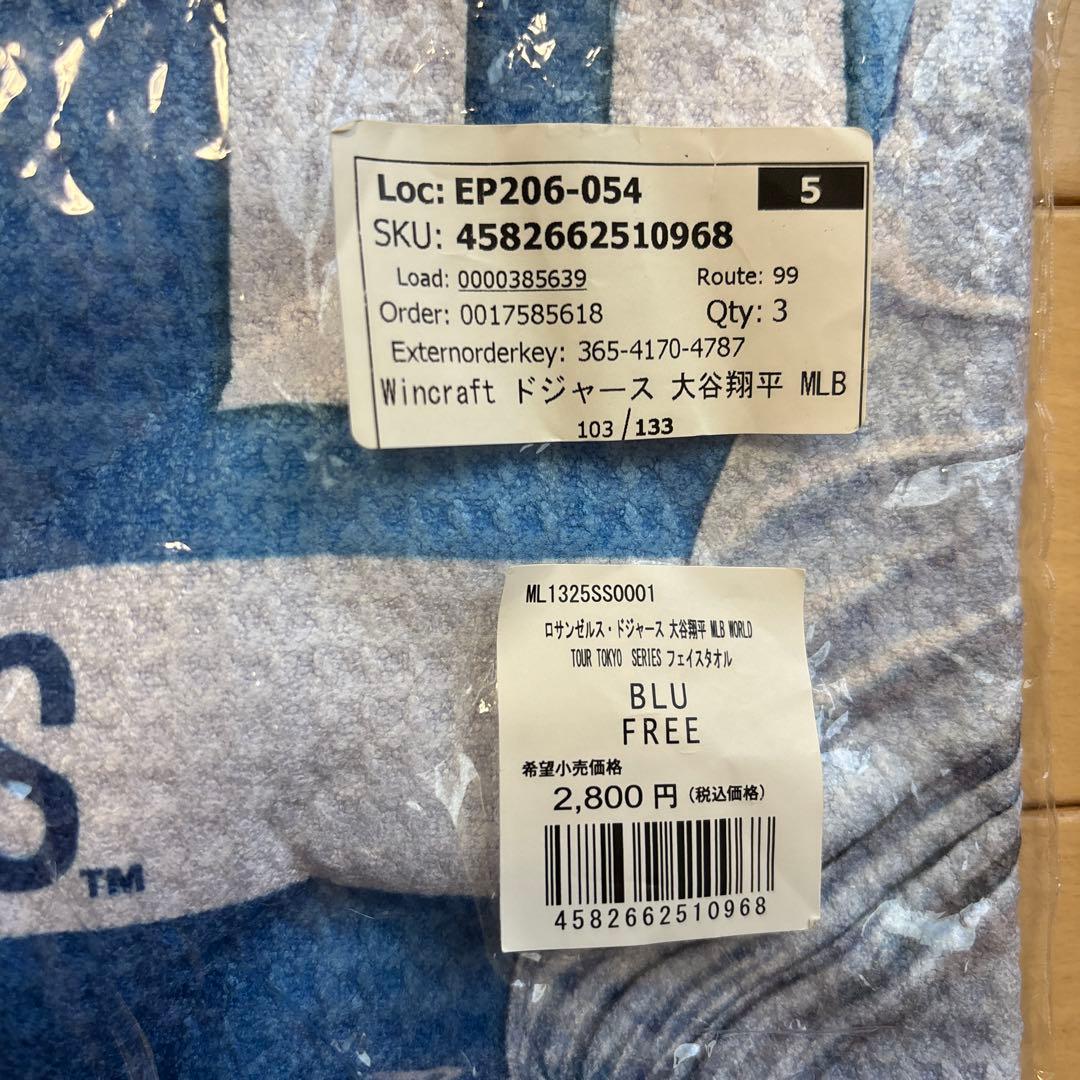 Loc: EP206-054
5
SKU: 4582662510968
Load: 0000385639
Route: 99
Order: 0017585618
Qty: 3
Externorderkey: 365-4170-4787
Wincraft ドジャース 大谷翔平 MLB
103 / 133
ML1325SS0001
ロサンゼルス・ドジャース 大谷翔平 MLB WORLD
TOUR TOKYO SERIES フェイスタオル
BLU
FREE
希望小売価格
2,800 円 (税込価格)
4582662510968
S TM